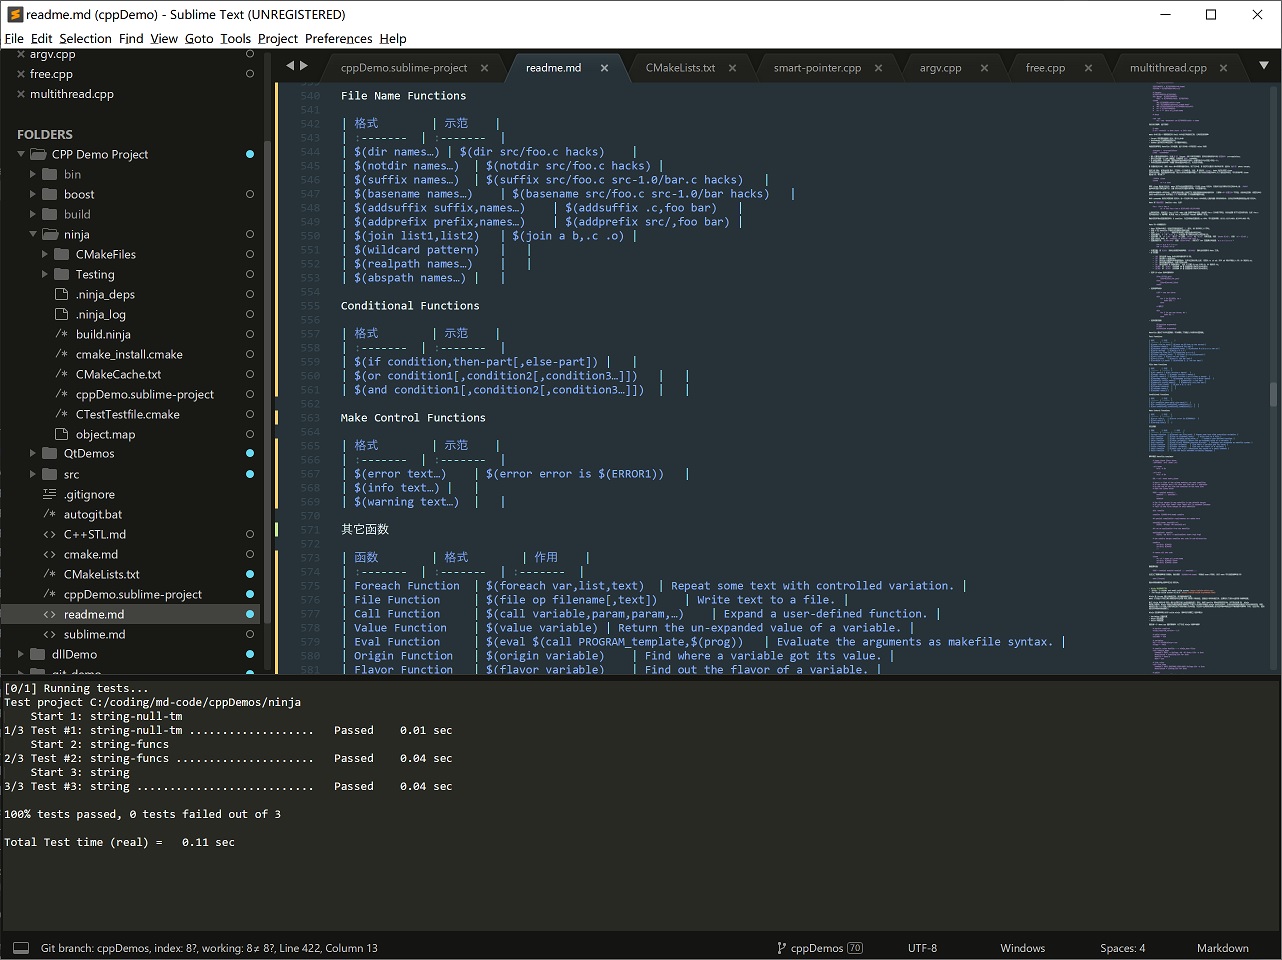 readme.md (cppDemo) - Sublime Text (UNREGISTERED)
File Edit Selection Find View Goto Tools Project Preferences Help
argv.cpp
free.cpp
multithread.cpp
FOLDERS
CPP Demo Project
bin
boost
build
ninja
CMakeFiles
Testing
.ninja_deps
.ninja_log
build.ninja
cmake_install.cmake
CMakeCache.txt
cppDemo.sublime-project
CTestTestfile.cmake
object.map
QtDemos
src
.gitignore
autogit.bat
C++STL.md
cmake.md
CMakeLists.txt
cppDemo.sublime-project
readme.md
sublime.md
dllDemo
git-demo
cppDemo.sublime-project readme.md CMakeLists.txt smart-pointer.cpp argv.cpp free.cpp multithread.cpp
540 File Name Functions
541
542 | 格式 | 示范 |
543 | :------- | :------- |
544 | $(dir names…) | $(dir src/foo.c hacks) |
545 | $(notdir names…) | $(notdir src/foo.c hacks) |
546 | $(suffix names…) | $(suffix src/foo.c src-1.0/bar.c hacks) |
547 | $(basename names…) | $(basename src/foo.c src-1.0/bar hacks) |
548 | $(addsuffix suffix,names…) | $(addsuffix .c,foo bar) |
549 | $(addprefix prefix,names…) | $(addprefix src/,foo bar) |
550 | $(join list1,list2) | $(join a b,.c .o) |
551 | $(wildcard pattern) | |
552 | $(realpath names…) | |
553 | $(abspath names…) | |
554
555 Conditional Functions
556
557 | 格式 | 示范 |
558 | :------- | :------- |
559 | $(if condition,then-part[,else-part]) | |
560 | $(or condition1[,condition2[,condition3…]]) | |
561 | $(and condition1[,condition2[,condition3…]]) | |
562
563 Make Control Functions
564
565 | 格式 | 示范 |
566 | :------- | :------- |
567 | $(error text…) | $(error error is $(ERROR1)) |
568 | $(info text…) | |
569 | $(warning text…) | |
570
571 其它函数
572
573 | 函数 | 格式 | 作用 |
574 | :------- | :------- | :------- |
575 | Foreach Function | $(foreach var,list,text) | Repeat some text with controlled variation. |
576 | File Function | $(file op filename[,text]) | Write text to a file. |
577 | Call Function | $(call variable,param,param,…) | Expand a user-defined function. |
578 | Value Function | $(value variable) | Return the un-expanded value of a variable. |
579 | Eval Function | $(eval $(call PROGRAM_template,$(prog)) | Evaluate the arguments as makefile syntax. |
580 | Origin Function | $(origin variable) | Find where a variable got its value. |
581 | Flavor Function | $(flavor variable) | Find out the flavor of a variable. |
[0/1] Running tests...
Test project C:/coding/md-code/cppDemos/ninja
Start 1: string-null-tm
1/3 Test #1: string-null-tm ................... Passed 0.01 sec
Start 2: string-funcs
2/3 Test #2: string-funcs ..................... Passed 0.04 sec
Start 3: string
3/3 Test #3: string ........................... Passed 0.04 sec
100% tests passed, 0 tests failed out of 3
Total Test time (real) = 0.11 sec
Git branch: cppDemos, index: 8?, working: 8≠ 8?, Line 422, Column 13 cppDemos 70 UTF-8 Windows Spaces: 4 Markdown